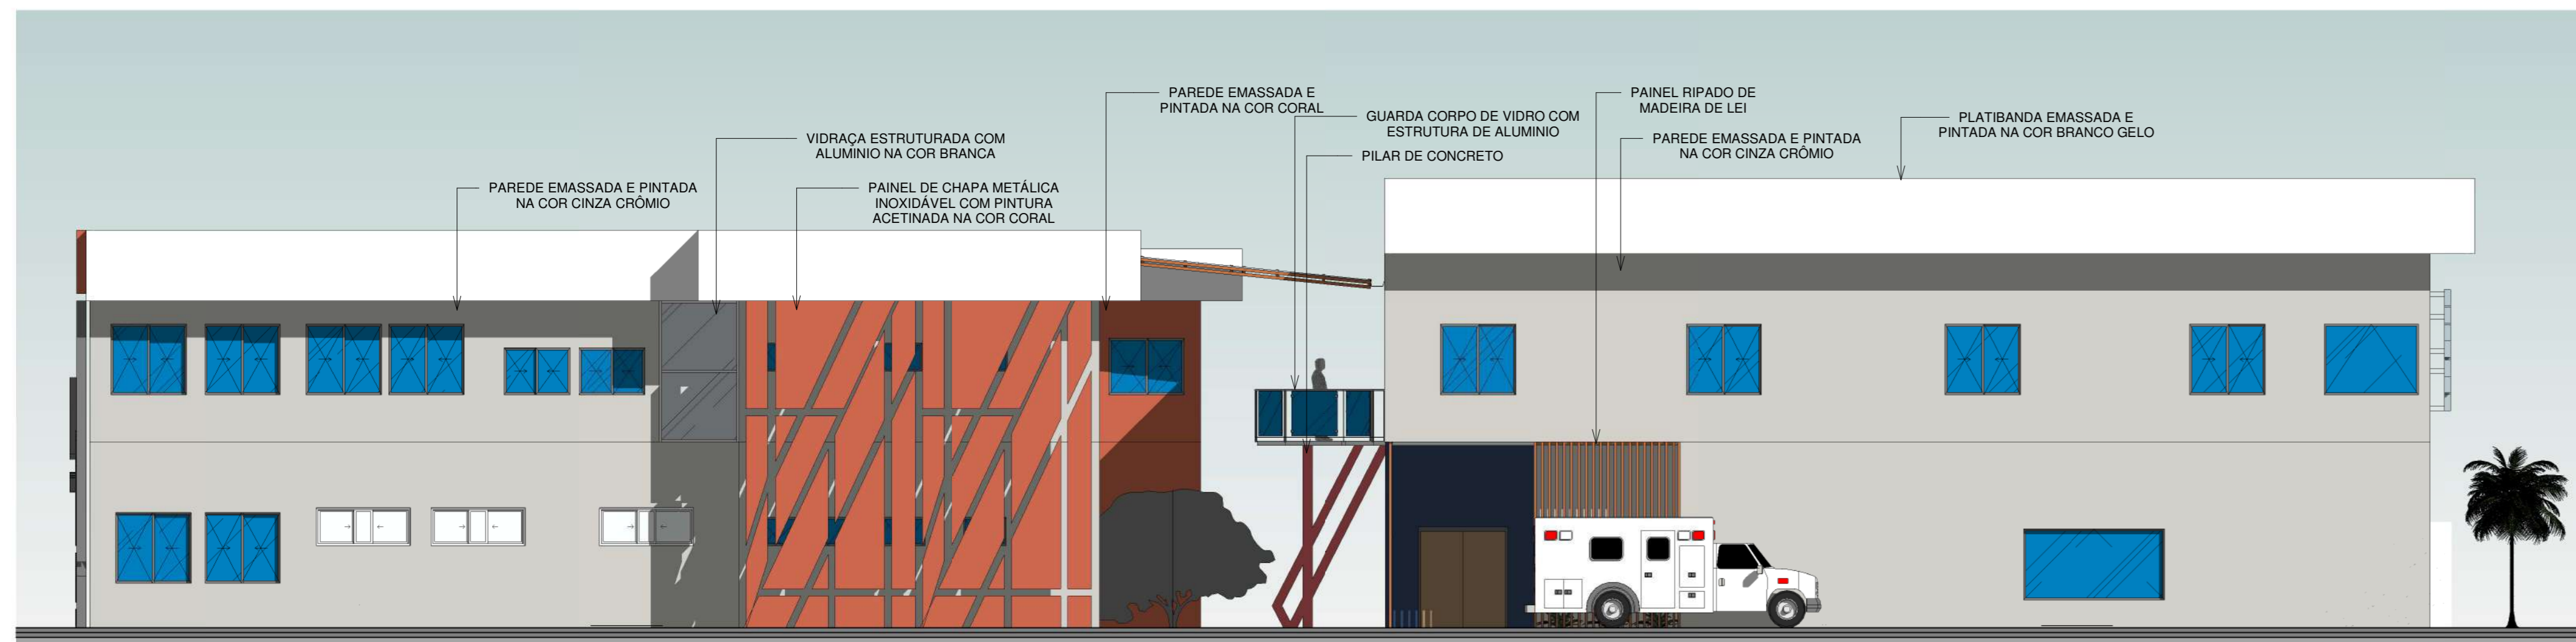 PAREDE EMASSADA E PINTADA
NA COR CINZA CRÔMIO
VIDRAÇA ESTRUTURADA COM
ALUMINIO NA COR BRANCA
PAINEL DE CHAPA METÁLICA
INOXIDÁVEL COM PINTURA
ACETINADA NA COR CORAL
PAREDE EMASSADA E
PINTADA NA COR CORAL
GUARDA CORPO DE VIDRO COM
ESTRUTURA DE ALUMINIO
PILAR DE CONCRETO
PAINEL RIPADO DE
MADEIRA DE LEI
PAREDE EMASSADA E PINTADA
NA COR CINZA CRÔMIO
PLATIBANDA EMASSADA E
PINTADA NA COR BRANCO GELO